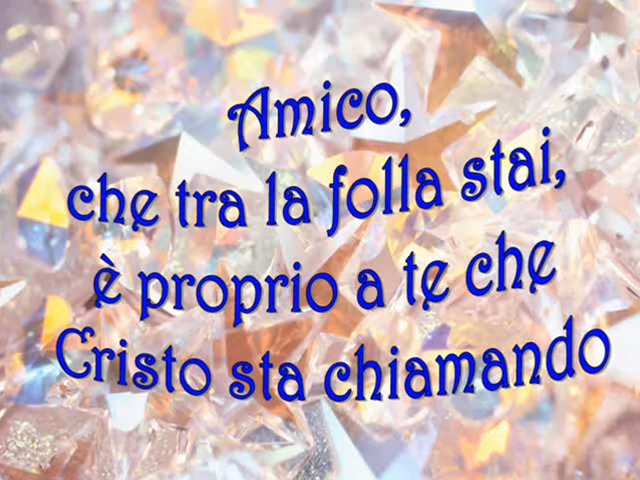 Amico,
che tra la folla stai,
è proprio a te che
Cristo sta chiamando